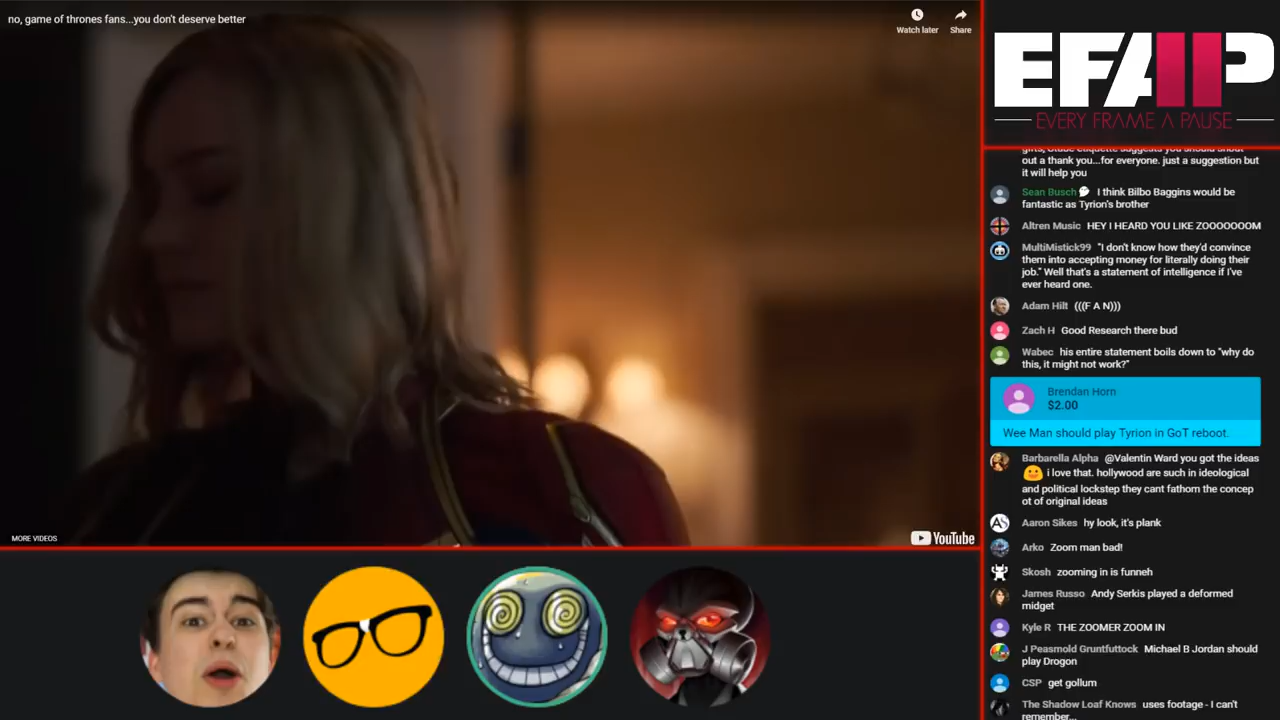 no, game of thrones fans...you don't deserve better
Watch later
Share
MORE VIDEOS
YouTube
EFAP
EVERY FRAME A PAUSE
out a thank you...for everyone. just a suggestion but
it will help you
Sean Busch I think Bilbo Baggins would be
fantastic as Tyrion's brother
Altren Music HEY I HEARD YOU LIKE ZOOOOOOOM
MultiMistick99 "I don't know how they'd convince
them into accepting money for literally doing their
job." Well that's a statement of intelligence if I've
ever heard one.
Adam Hilt (((F A N)))
Zach H Good Research there bud
Wabec his entire statement boils down to "why do
this, it might not work?"
Brendan Horn
$2.00
Wee Man should play Tyrion in GoT reboot.
Barbarella Alpha @Valentin Ward you got the ideas
i love that. hollywood are such in ideological
and political lockstep they cant fathom the concep
ot of original ideas
AS
Aaron Sikes hy look, it's plank
Arko Zoom man bad!
Skosh zooming in is funneh
James Russo Andy Serkis played a deformed
midget
Kyle R THE ZOOMER ZOOM IN
J Peasmold Gruntfuttock Michael B Jordan should
play Drogon
CSP get gollum
The Shadow Loaf Knows uses footage - I can't
remember...